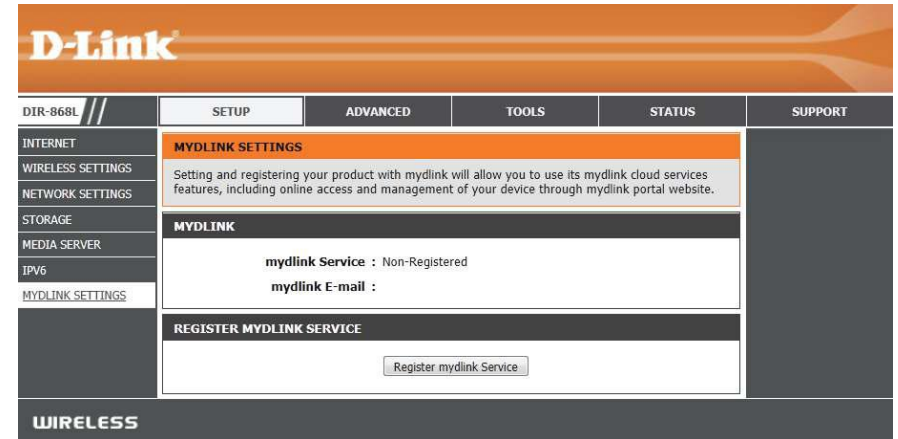 D-Link
DIR-868L
SETUP
ADVANCED
TOOLS
STATUS
SUPPORT
INTERNET
WIRELESS SETTINGS
NETWORK SETTINGS
STORAGE
MEDIA SERVER
IPV6
MYDLINK SETTINGS
MYDLINK SETTINGS
Setting and registering your product with mydlink will allow you to use its mydlink cloud services
features, including online access and management of your device through mydlink portal website.
MYDLINK
mydlink Service : Non-Registered
mydlink E-mail :
REGISTER MYDLINK SERVICE
Register mydlink Service
WIRELESS